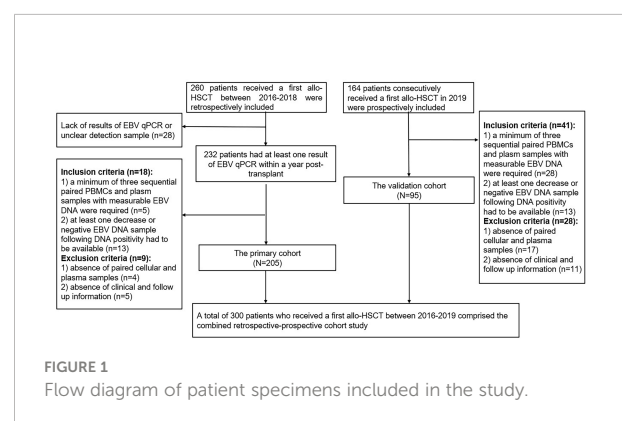 260 patients received a first allo-
HSCT between 2016-2018 were
retrospectively included
164 patients consecutively
received a first allo-HSCT in 2019
were prospectively included
Lack of results of EBV qPCR or
unclear detection sample (n=28)
232 patients had at least one result
of EBV qPCR within a year post-
transplant
Inclusion criteria (n=18)
1) a minimum of three sequential
paired PBMCs and plasm
samples with measurable EBV
DNA were required (n=5)
2) at least one decrease or
negative EBV DNA sample
following DNA positivity had to
be available (n=13)
Exclusion criteria (n=9)
1) absence of paired cellular and
plasma samples (n=4)
2) absence of clinical and follow
up information (n=5)
The validation cohort
(N=95)
Inclusion criteria (n=41)
1) a minimum of three
sequential paired PBMCs
and plasm samples with
measurable EBV DNA
were required (n=28)
2) at least one decrease or
negative EBV DNA sample
following DNA positivity had
to be available (n=13)
Exclusion criteria (n=28)
1) absence of paired
cellular and plasma samples
(n=17)
2) absence of clinical and
follow up information (n=11)
The primary cohort
(N=205)
A total of 300 patients who received a first allo-HSCT between 2016-2019 comprised the
combined retrospective-prospective cohort study
FIGURE 1
Flow diagram of patient specimens included in the study.